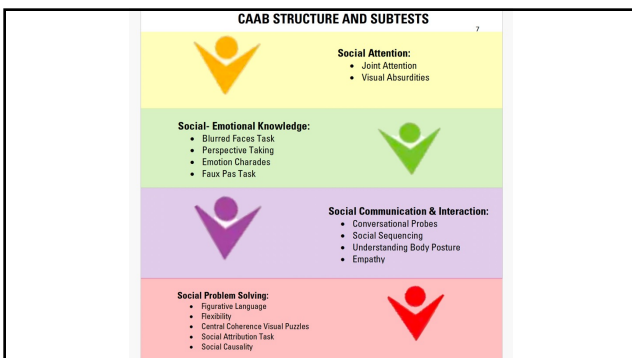 CAAB STRUCTURE AND SUBTESTS
7
Social Attention:
• Joint Attention
• Visual Absurdities
Social- Emotional Knowledge:
• Blurred Faces Task
• Perspective Taking
• Emotion Charades
• Faux Pas Task
Social Communication & Interaction:
• Conversational Probes
• Social Sequencing
• Understanding Body Posture
• Empathy
Social Problem Solving:
• Figurative Language
• Flexibility
• Central Coherence Visual Puzzles
• Social Attribution Task
• Social Causality